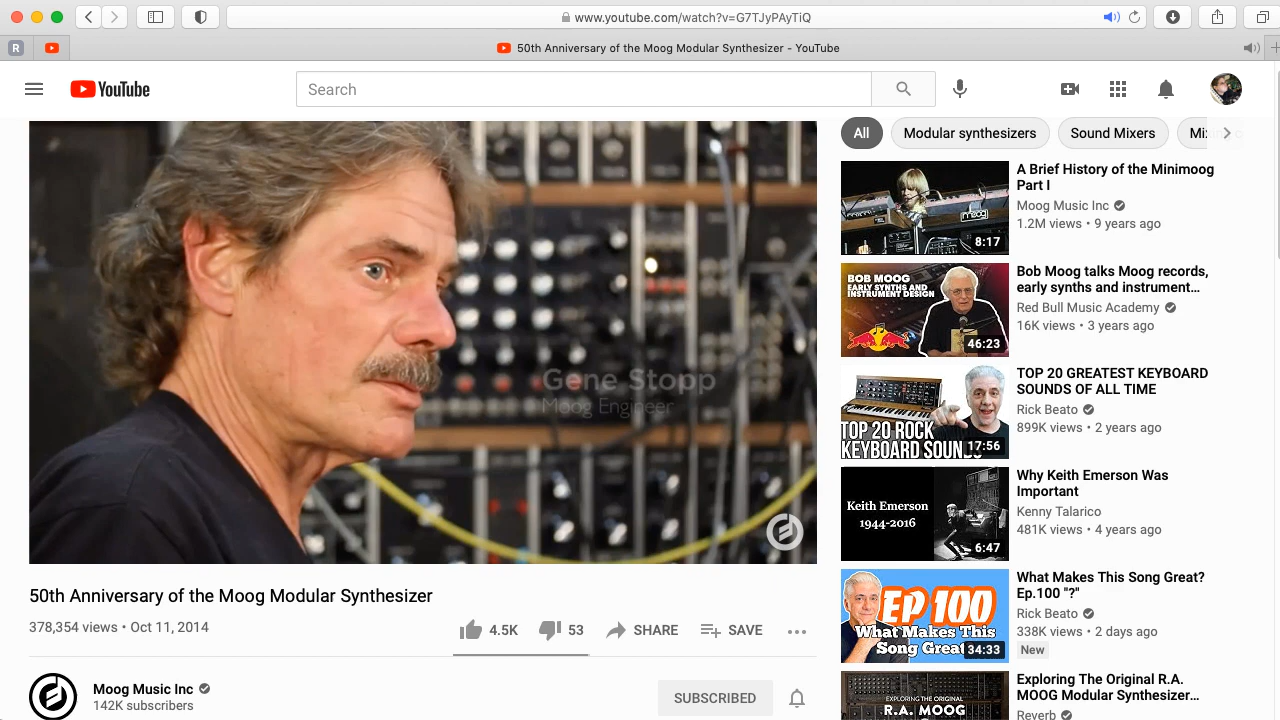 www.youtube.com/watch?v=G7TJyPAyTiQ
R
50th Anniversary of the Moog Modular Synthesizer - YouTube
YouTube
Search
All
Modular synthesizers
Sound Mixers
Gene Stopp
Moog Engineer
50th Anniversary of the Moog Modular Synthesizer
378,354 views • Oct 11, 2014
4.5K
53
SHARE
SAVE
Moog Music Inc
142K subscribers
SUBSCRIBED
moog
8:17
A Brief History of the Minimoog
Part I
Moog Music Inc
1.2M views • 9 years ago
BOB MOOG
EARLY SYNTHS AND
INSTRUMENT DESIGN
46:23
Bob Moog talks Moog records,
early synths and instrument...
Red Bull Music Academy
16K views • 3 years ago
TOP 20 ROCK
KEYBOARD SOUNDS
17:56
TOP 20 GREATEST KEYBOARD
SOUNDS OF ALL TIME
Rick Beato
899K views • 2 years ago
Keith Emerson
1944-2016
6:47
Why Keith Emerson Was
Important
Kenny Talarico
481K views • 4 years ago
EP 100
What Makes This
Song Great
34:33
What Makes This Song Great?
Ep.100 "?"
Rick Beato
338K views • 2 days ago
New
EXPLORING THE ORIGINAL
R.A. MOOG
Exploring The Original R.A.
MOOG Modular Synthesizer...
Reverb